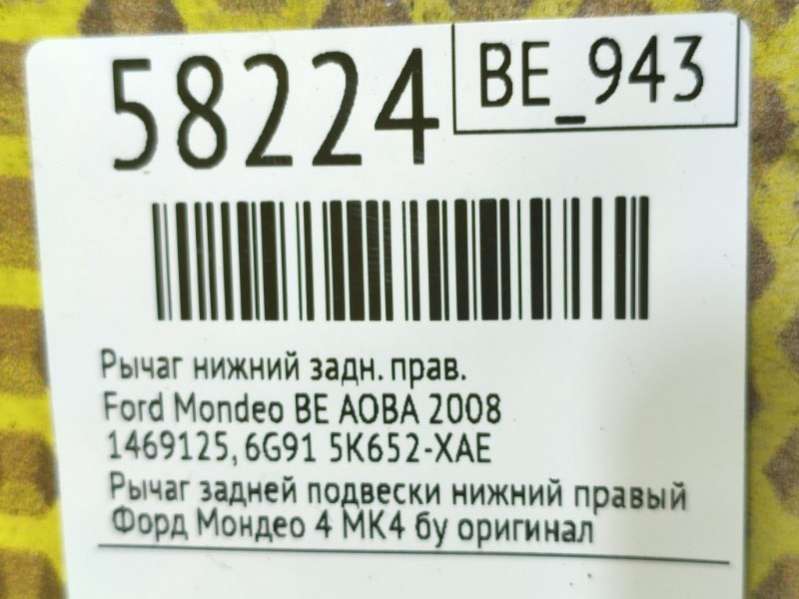 58224
BE_943
Рычаг нижний задн. прав.
Ford Mondeo BE AOBA 2008
1469125, 6G91 5K652-XAE
Рычаг задней подвески нижний правый
Форд Мондео 4 МК4 бу оригинал